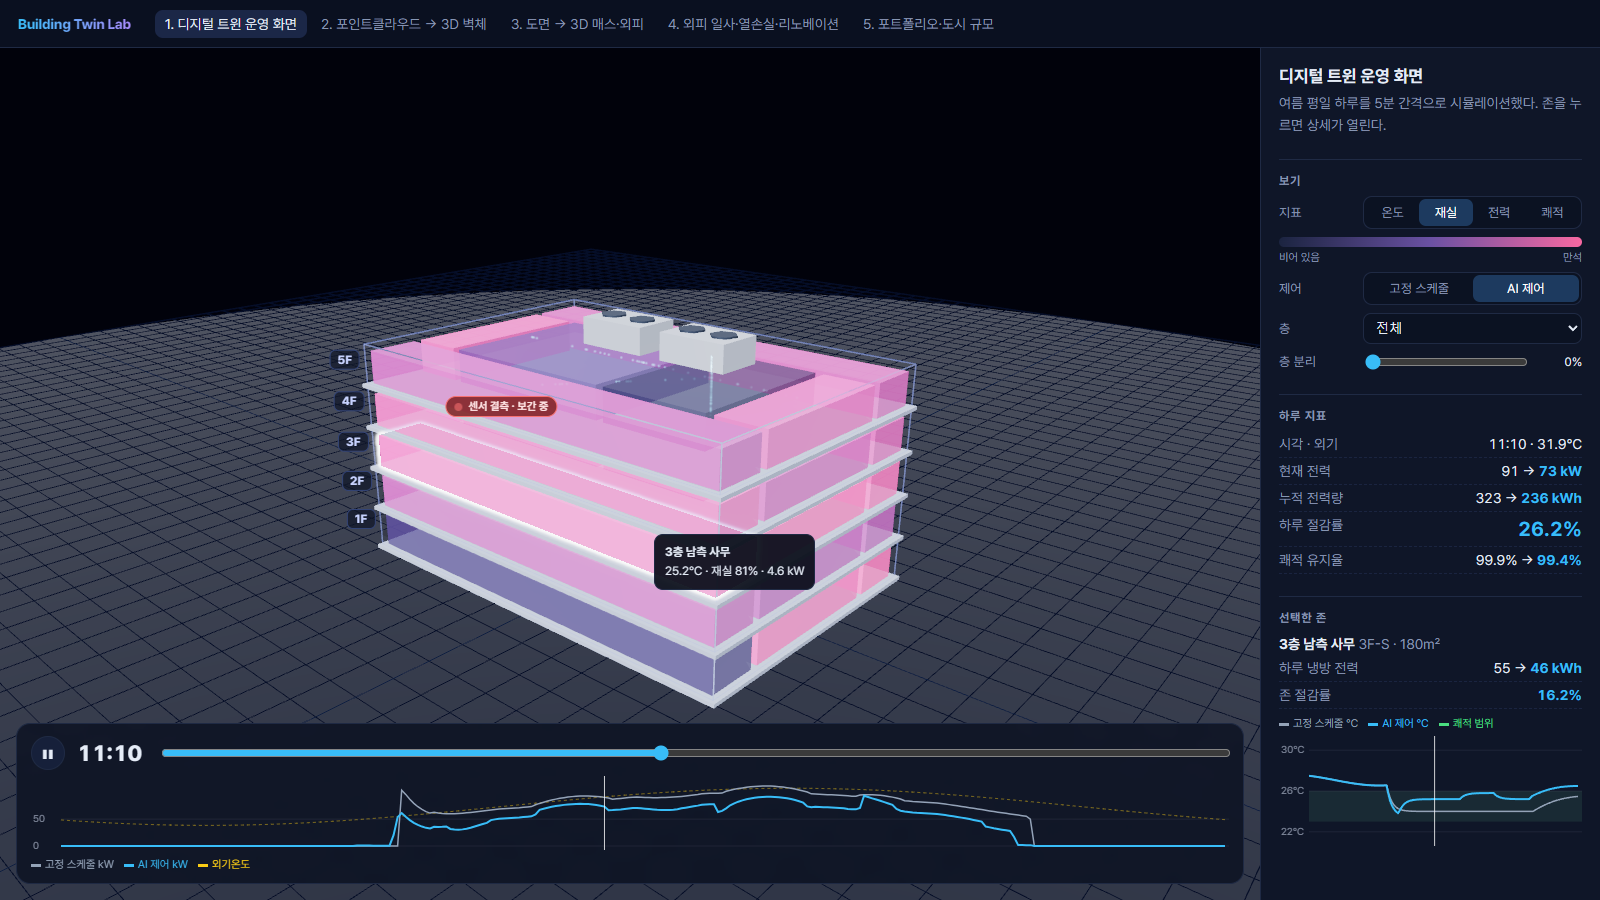 Building Twin Lab
1. 디지털 트윈 운영 화면
2. 포인트클라우드 → 3D 벽체
3. 도면 → 3D 매스·외피
4. 외피 일사·열손실·리노베이션
5. 포트폴리오·도시 규모
5F
4F
3F
2F
1F
센서 결측 · 보간 중
3층 남측 사무
25.2°C · 재실 81% · 4.6 kW
11:10
50
0
고정 스케줄 kW
AI 제어 kW
외기온도
디지털 트윈 운영 화면
여름 평일 하루를 5분 간격으로 시뮬레이션했다. 존을 누
르면 상세가 열린다.
보기
지표
온도
재실
전력
쾌적
비어 있음
만석
제어
고정 스케줄
AI 제어
층
전체
층 분리
0%
하루 지표
시각 · 외기
11:10 · 31.9°C
현재 전력
91 → 73 kW
누적 전력량
323 → 236 kWh
하루 절감률
26.2%
쾌적 유지율
99.9% → 99.4%
선택한 존
3층 남측 사무 3F-S · 180m²
하루 냉방 전력
55 → 46 kWh
존 절감률
16.2%
고정 스케줄 °C
AI 제어 °C
쾌적 범위
30°C
26°C
22°C